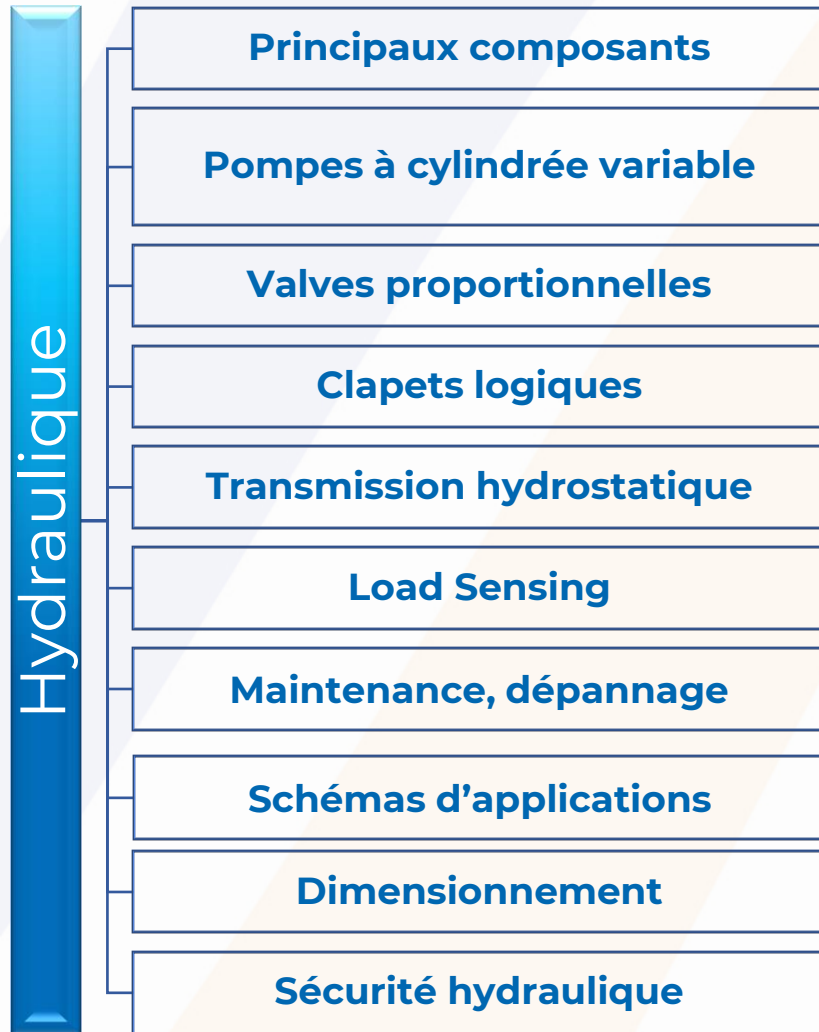 Hydraulique
Principaux composants
Pompes à cylindrée variable
Valves proportionnelles
Clapets logiques
Transmission hydrostatique
Load Sensing
Maintenance, dépannage
Schémas d’applications
Dimensionnement
Sécurité hydraulique